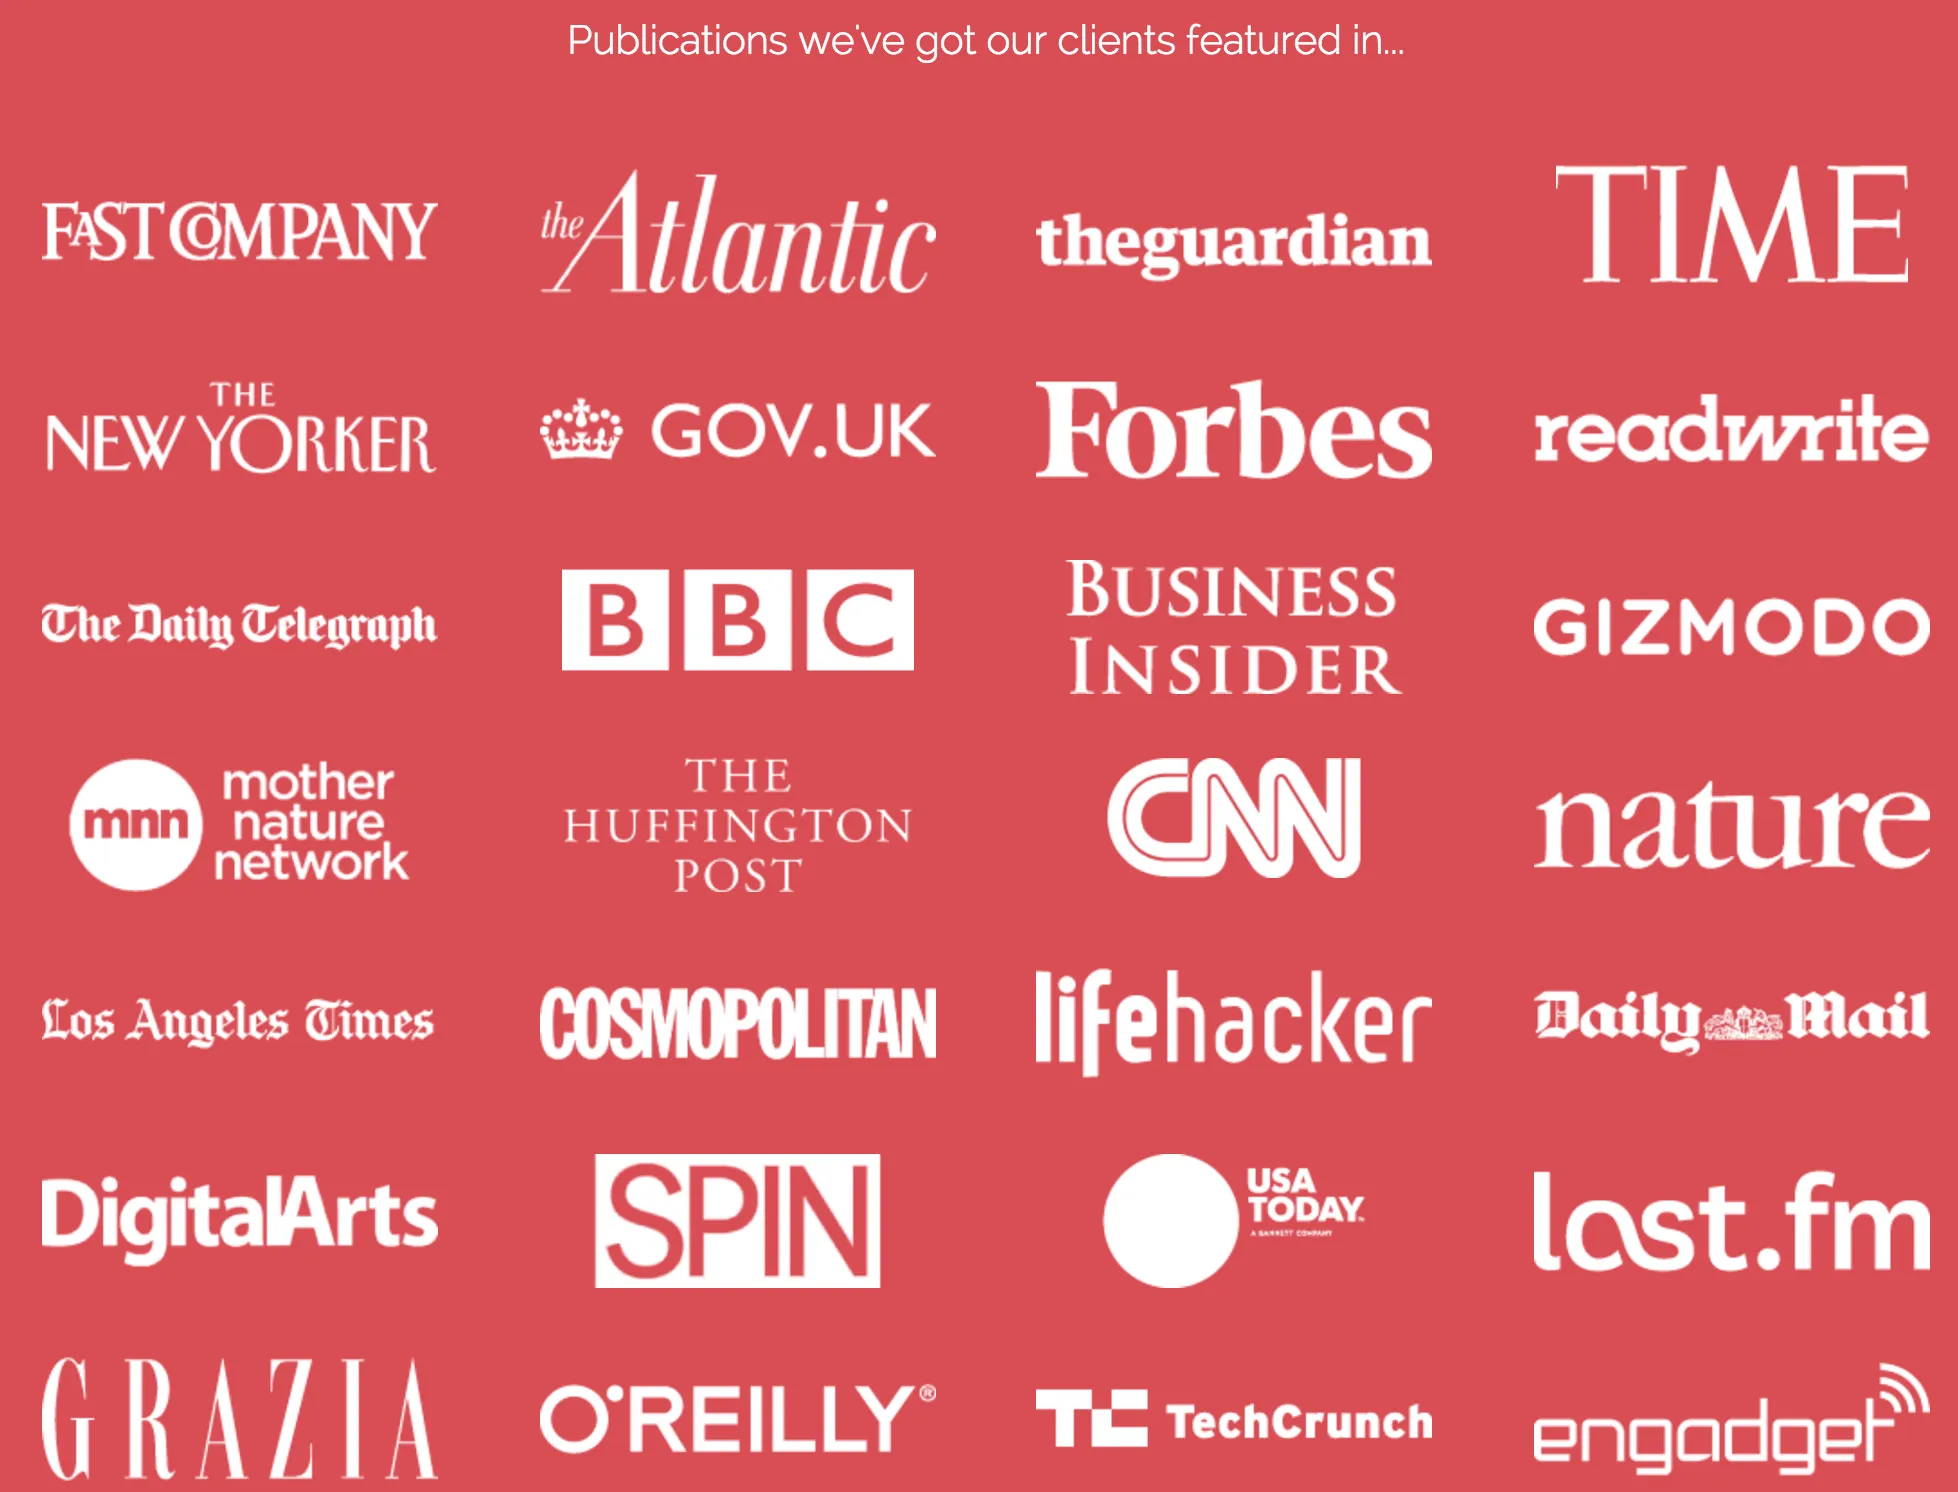 Publications we've got our clients featured in...
FAST COMPANY
the Atlantic
theguardian
TIME
THE
NEW YORKER
GOV.UK
Forbes
readwrite
The Daily Telegraph
BBC
BUSINESS
INSIDER
GIZMODO
mnn
mother
nature
network
THE
HUFFINGTON
POST
CNN
nature
Los Angeles Times
COSMOPOLITAN
lifehacker
Daily Mail
DigitalArts
SPIN
USA
TODAY
A GANNETT COMPANY
last.fm
GRAZIA
O'REILLY®
TC TechCrunch
engadget